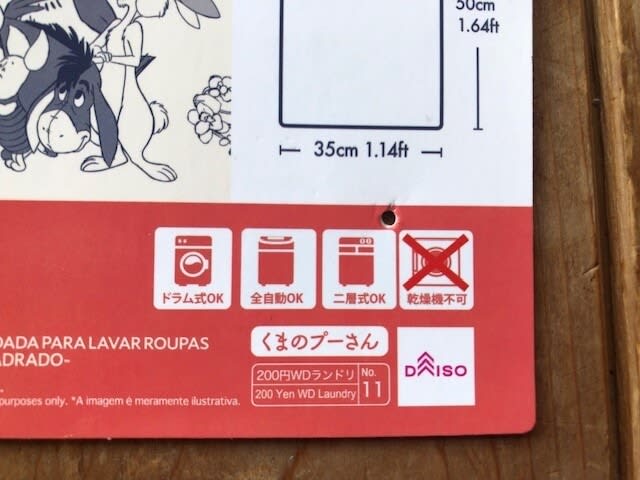 50cm
1.64ft
35cm 1.14ft
ドラム式OK
全自動OK
二層式OK
乾燥機不可
DADA PARA LAVAR ROUPAS
ADRADO-
くまのプーさん
200円WDランドリ
200 Yen WD Laundry
No.
11
DAISO
purposes only. *A imagem é meramente ilustrativa.